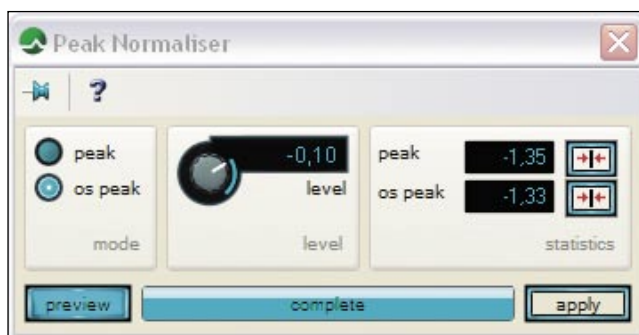 Peak Normaliser
?
peak
os peak
mode
-0,10
level
level
peak -1,35
os peak -1,33
statistics
preview
complete
apply